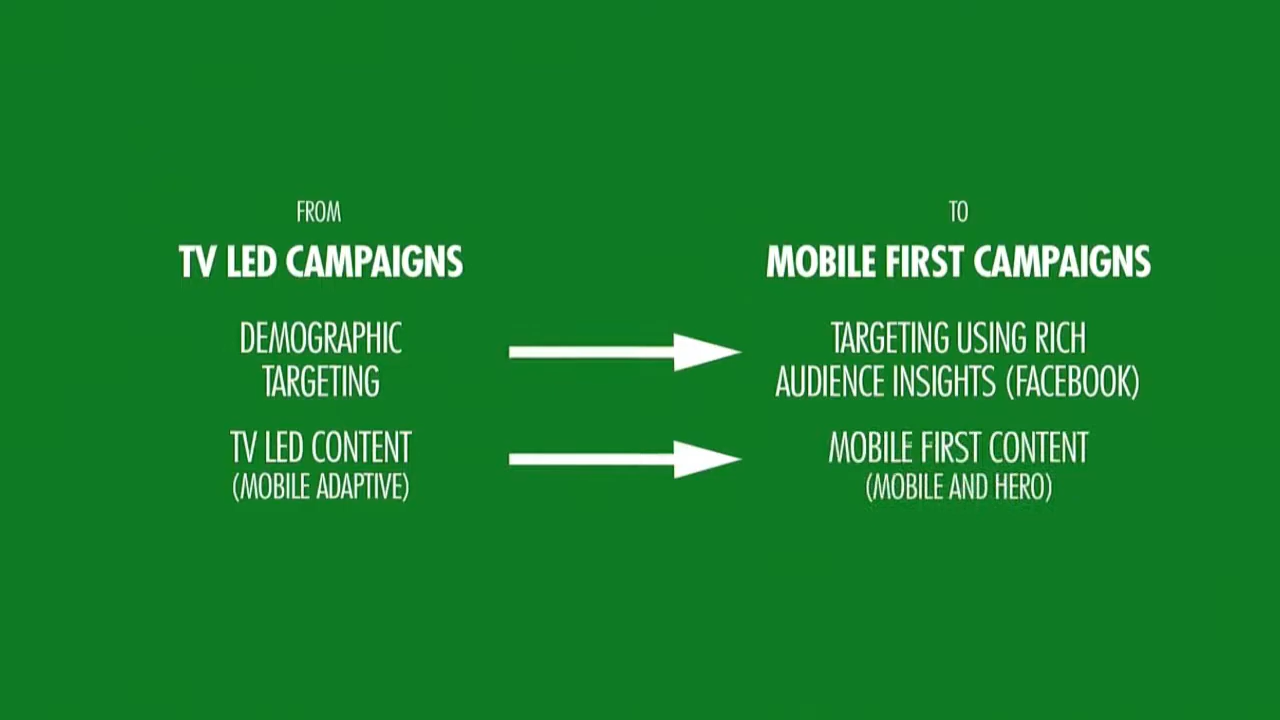 FROM
TV LED CAMPAIGNS
DEMOGRAPHIC
TARGETING
TV LED CONTENT
(MOBILE ADAPTIVE)
TO
MOBILE FIRST CAMPAIGNS
TARGETING USING RICH
AUDIENCE INSIGHTS (FACEBOOK)
MOBILE FIRST CONTENT
(MOBILE AND HERO)